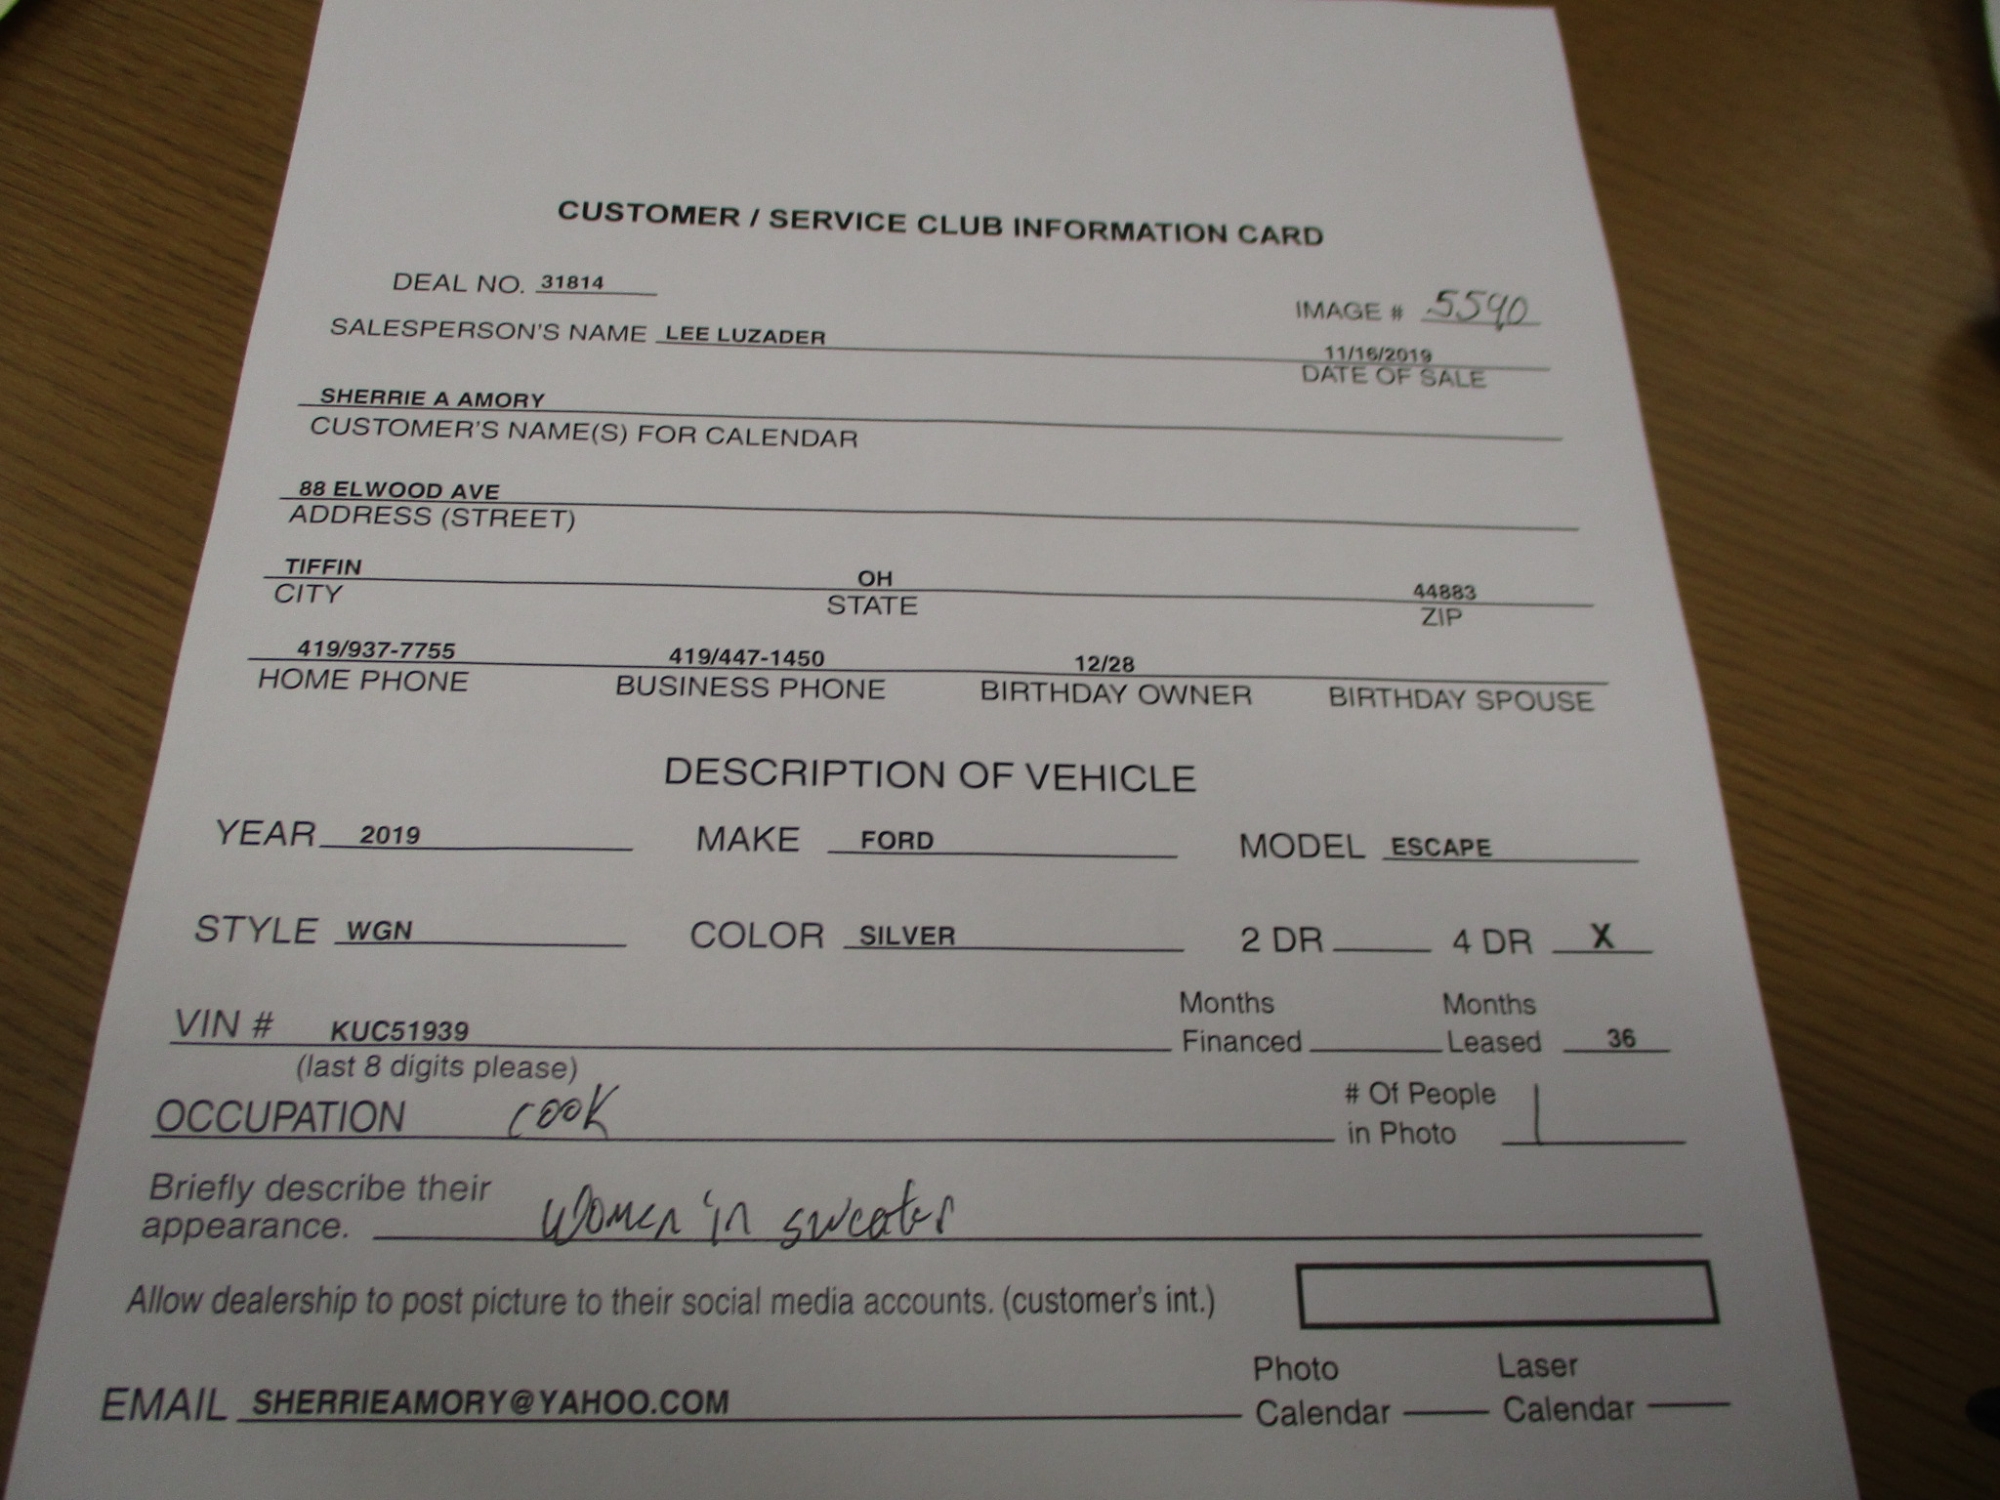 CUSTOMER / SERVICE CLUB INFORMATION CARD
DEAL NO. 31814
IMAGE # 5590
SALESPERSON'S NAME LEE LUZADER
11/16/2019
DATE OF SALE
SHERRIE A AMORY
CUSTOMER'S NAME(S) FOR CALENDAR
88 ELWOOD AVE
ADDRESS (STREET)
TIFFIN OH 44883
CITY STATE ZIP
419/937-7755 419/447-1450 12/28
HOME PHONE BUSINESS PHONE BIRTHDAY OWNER BIRTHDAY SPOUSE
DESCRIPTION OF VEHICLE
YEAR 2019 MAKE FORD MODEL ESCAPE
STYLE WGN COLOR SILVER 2 DR 4 DR X
Months Months
VIN # KUC51939 Financed Leased 36
(last 8 digits please)
# Of People
OCCUPATION cook in Photo 1
Briefly describe their
appearance. Women in sweater
Allow dealership to post picture to their social media accounts. (customer's int.)
Photo Laser
EMAIL SHERRIEAMORY@YAHOO.COM Calendar Calendar